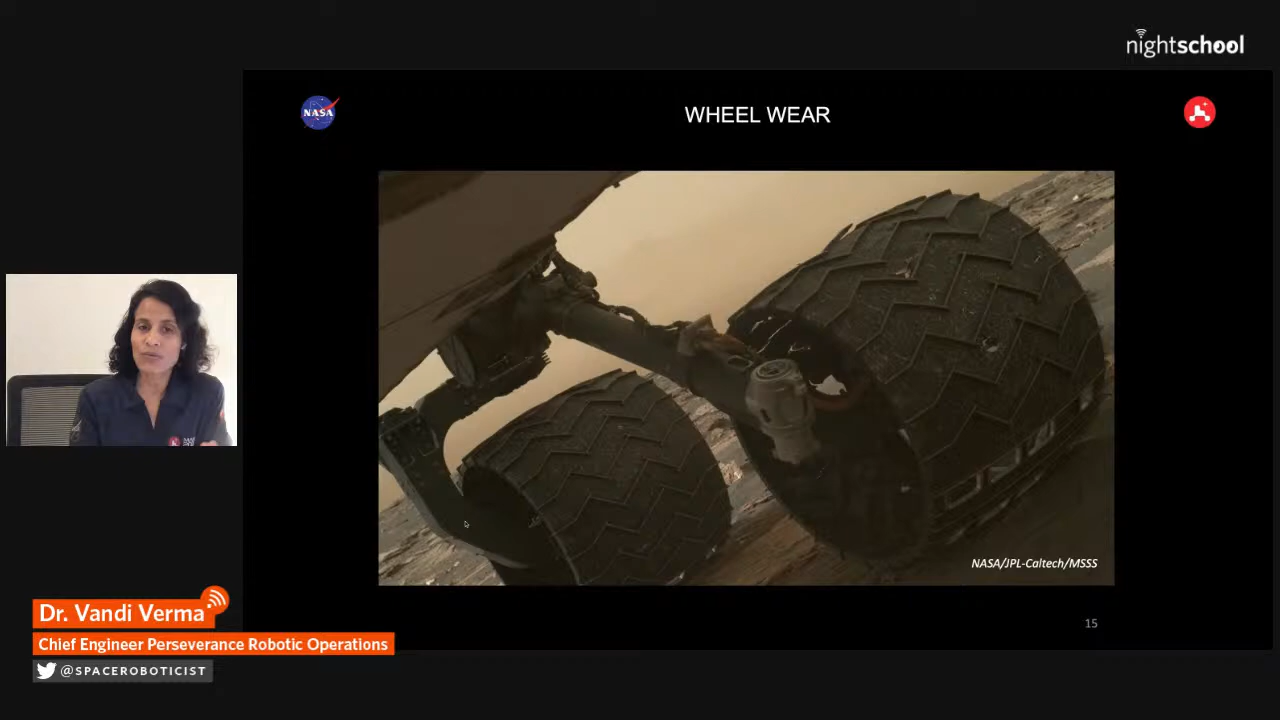 nightschool
NASA
WHEEL WEAR
NASA/JPL-Caltech/MSSS
15
Dr. Vandi Verma
Chief Engineer Perseverance Robotic Operations
@SPACEROBOTICIST